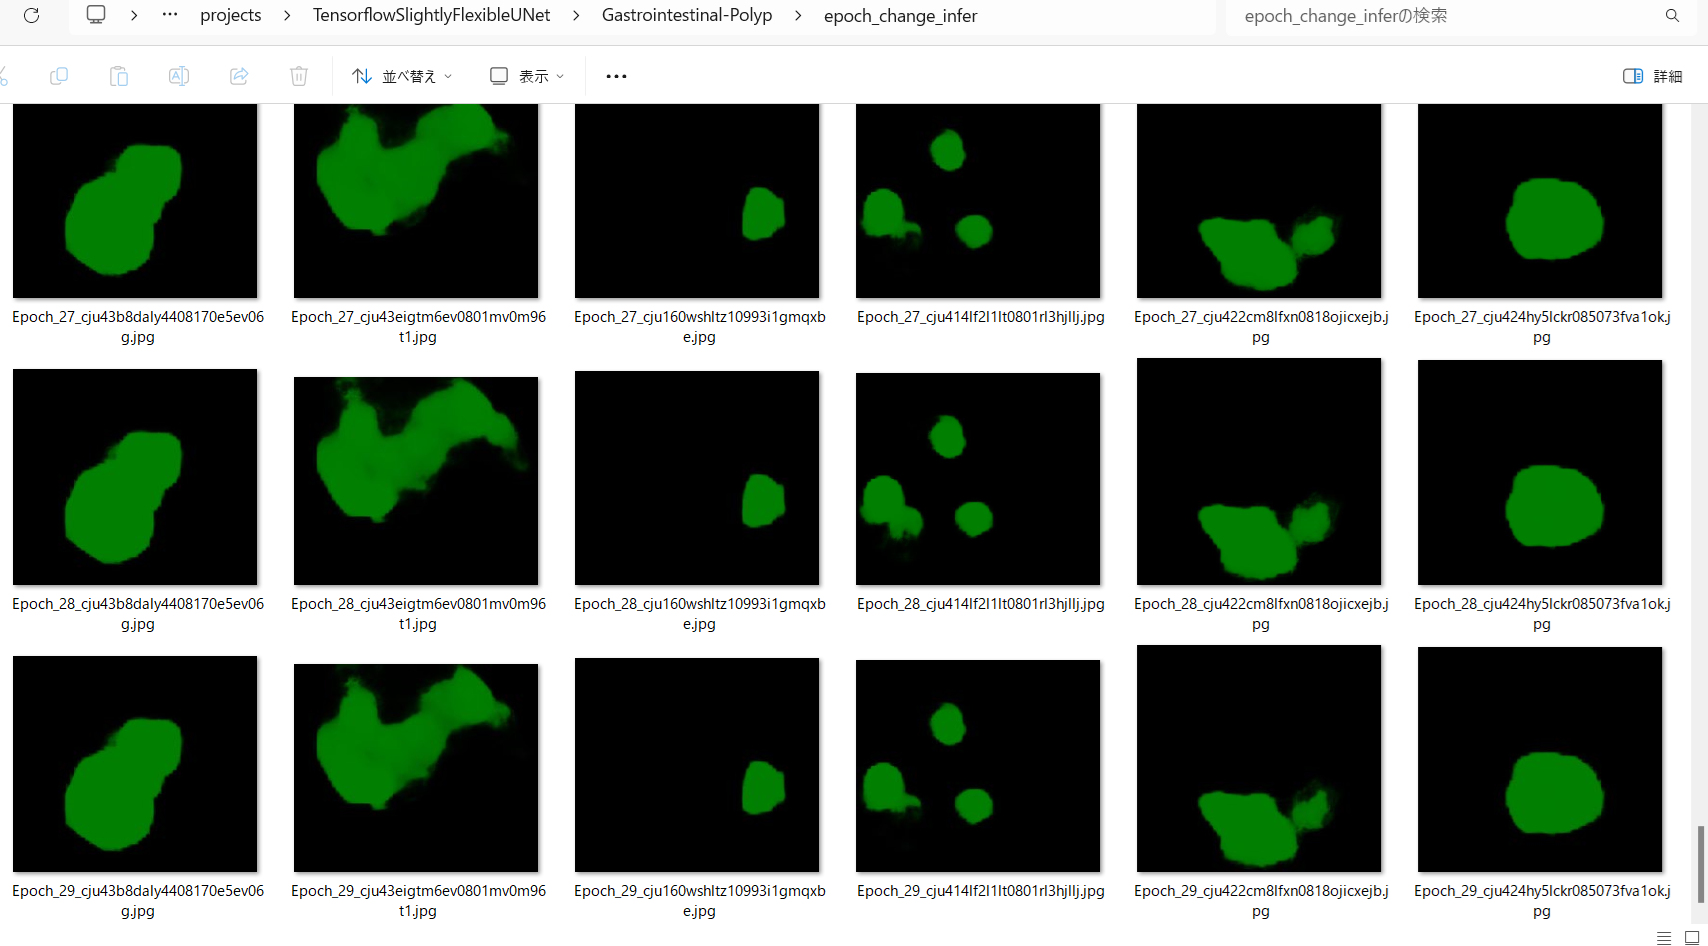 projects > TensorflowSlightlyFlexibleUNet > Gastrointestinal-Polyp > epoch_change_infer
epoch_change_inferの検索
並べ替え 表示 詳細
Epoch_27_cju43b8daly4408170e5ev06
g.jpg
Epoch_27_cju43eigtm6ev0801mv0m96
t1.jpg
Epoch_27_cju160wshltz10993i1gmqxb
e.jpg
Epoch_27_cju414lf2l1lt0801rl3hjllj.jpg
Epoch_27_cju422cm8lfxn0818ojicxejb.j
pg
Epoch_27_cju424hy5lckr085073fva1ok.j
pg
Epoch_28_cju43b8daly4408170e5ev06
g.jpg
Epoch_28_cju43eigtm6ev0801mv0m96
t1.jpg
Epoch_28_cju160wshltz10993i1gmqxb
e.jpg
Epoch_28_cju414lf2l1lt0801rl3hjllj.jpg
Epoch_28_cju422cm8lfxn0818ojicxejb.j
pg
Epoch_28_cju424hy5lckr085073fva1ok.j
pg
Epoch_29_cju43b8daly4408170e5ev06
g.jpg
Epoch_29_cju43eigtm6ev0801mv0m96
t1.jpg
Epoch_29_cju160wshltz10993i1gmqxb
e.jpg
Epoch_29_cju414lf2l1lt0801rl3hjllj.jpg
Epoch_29_cju422cm8lfxn0818ojicxejb.j
pg
Epoch_29_cju424hy5lckr085073fva1ok.j
pg